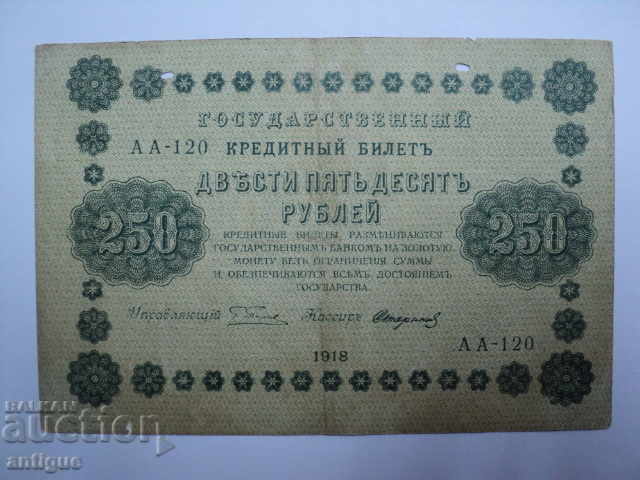 ГОСУДАРСТВЕННЫЙ
АА-120 КРЕДИТНЫЙ БИЛЕТЪ
ДВѢСТИ ПЯТЬДЕСЯТЪ
РУБЛЕЙ
250 250
КРЕДИТНЫЕ БИЛЕТЫ РАЗМѢНИВАЮТСЯ
ГОСУДАРСТВЕННЫМЪ БАНКОМЪ НА ЗОЛОТУЮ
МОНЕТУ БЕЗЪ ОГРАНИЧЕНІЯ СУММЫ
И ОБЕЗПЕЧИВАЮТСЯ ВСѢМЪ ДОСТОЯНІЕМЪ
ГОСУДАРСТВА.
Управляющій Кассиръ
1918 АА-120
БАЛКАН
auction
antique